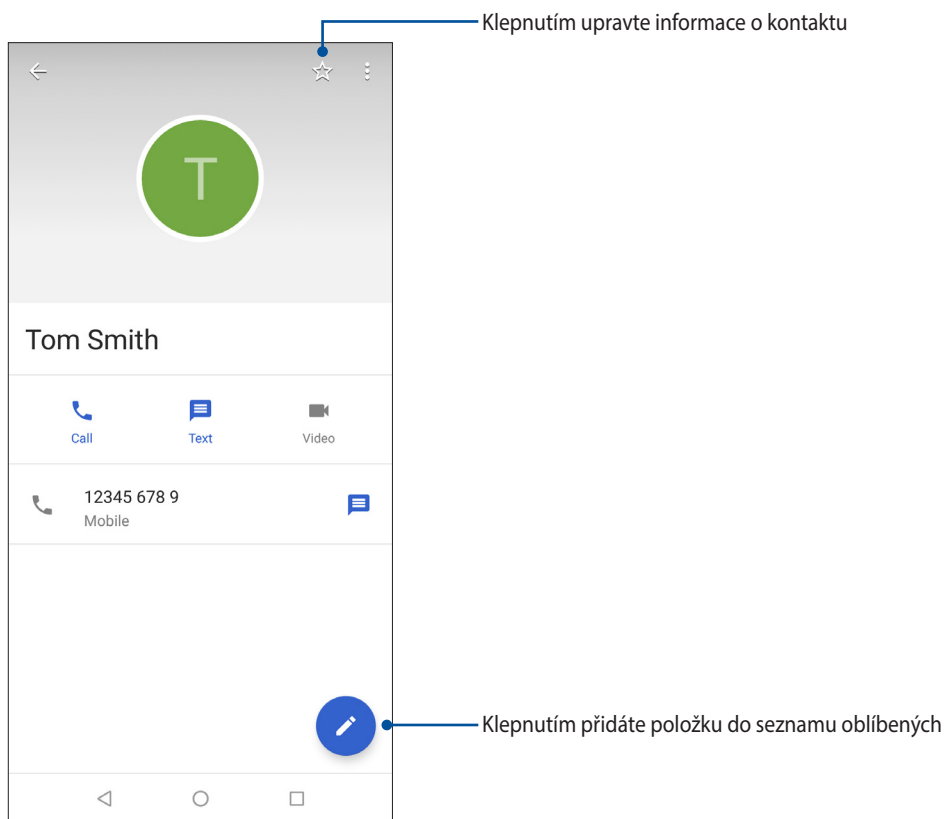 Klepnutím upravte informace o kontaktu
T
Tom Smith
Call Text Video
12345 678 9
Mobile
Klepnutím přidáte položku do seznamu oblíbených